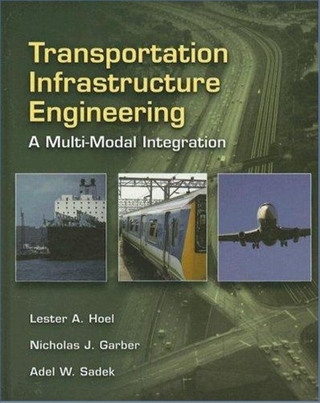 Transportation
Infrastructure
Engineering
A Multi-Modal Integration
Lester A. Hoel
Nicholas J. Garber
Adel W. Sadek